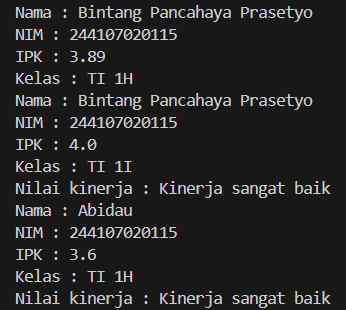 Nama : Bintang Pancahaya Prasetyo
NIM : 244107020115
IPK : 3.89
Kelas : TI 1H
Nama : Bintang Pancahaya Prasetyo
NIM : 244107020115
IPK : 4.0
Kelas : TI 1I
Nilai kinerja : Kinerja sangat baik
Nama : Abidau
NIM : 244107020115
IPK : 3.6
Kelas : TI 1H
Nilai kinerja : Kinerja sangat baik